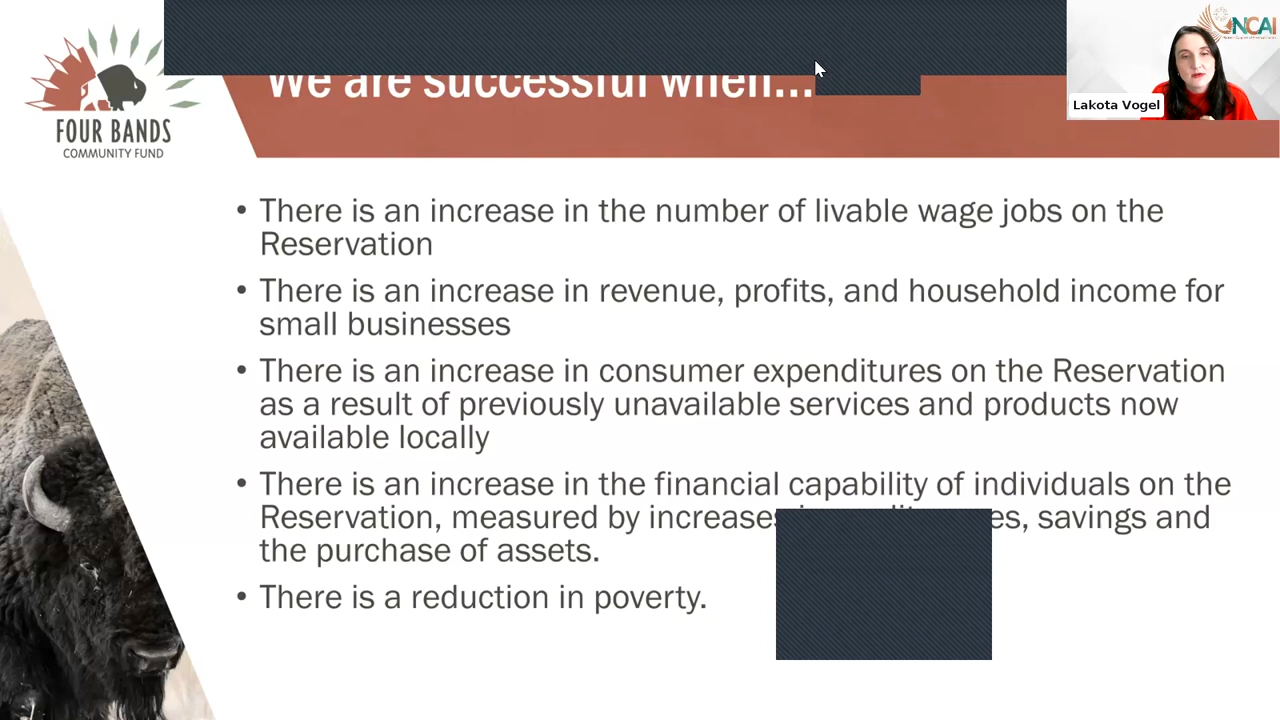 We are successful when...
NCAI
Lakota Vogel
FOUR BANDS
COMMUNITY FUND
• There is an increase in the number of livable wage jobs on the
Reservation
• There is an increase in revenue, profits, and household income for
small businesses
• There is an increase in consumer expenditures on the Reservation
as a result of previously unavailable services and products now
available locally
• There is an increase in the financial capability of individuals on the
Reservation, measured by increases savings and
the purchase of assets.
• There is a reduction in poverty.